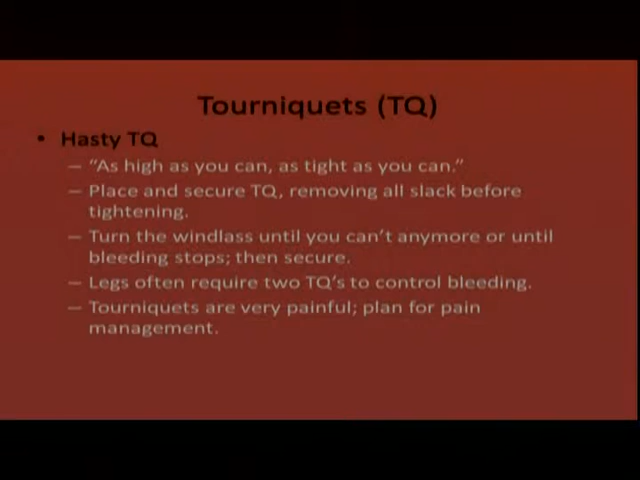 Tourniquets (TQ)
• Hasty TQ
– “As high as you can, as tight as you can.”
– Place and secure TQ, removing all slack before
tightening.
– Turn the windlass until you can’t anymore or until
bleeding stops; then secure.
– Legs often require two TQ’s to control bleeding.
– Tourniquets are very painful; plan for pain
management.